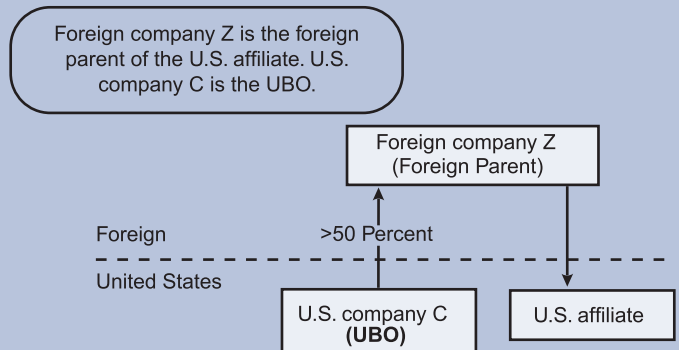 Foreign company Z is the foreign
parent of the U.S. affiliate. U.S.
company C is the UBO.
Foreign company Z
(Foreign Parent)
Foreign
>50 Percent
United States
U.S. company C
(UBO)
U.S. affiliate